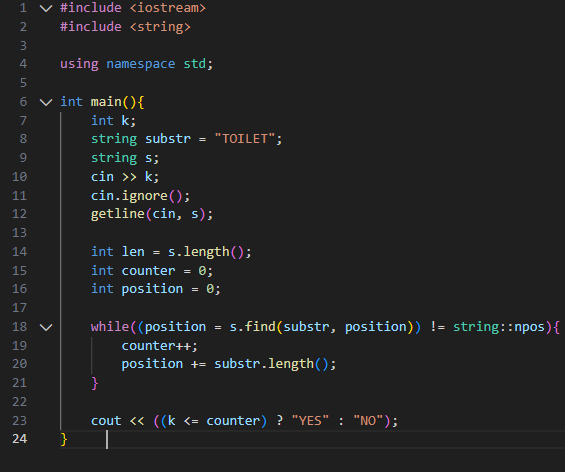 1 #include <iostream>
2 #include <string>
3
4 using namespace std;
5
6 int main(){
7     int k;
8     string substr = "TOILET";
9     string s;
10     cin >> k;
11     cin.ignore();
12     getline(cin, s);
13
14     int len = s.length();
15     int counter = 0;
16     int position = 0;
17
18     while((position = s.find(substr, position)) != string::npos){
19         counter++;
20         position += substr.length();
21     }
22
23     cout << ((k <= counter) ? "YES" : "NO");
24 }